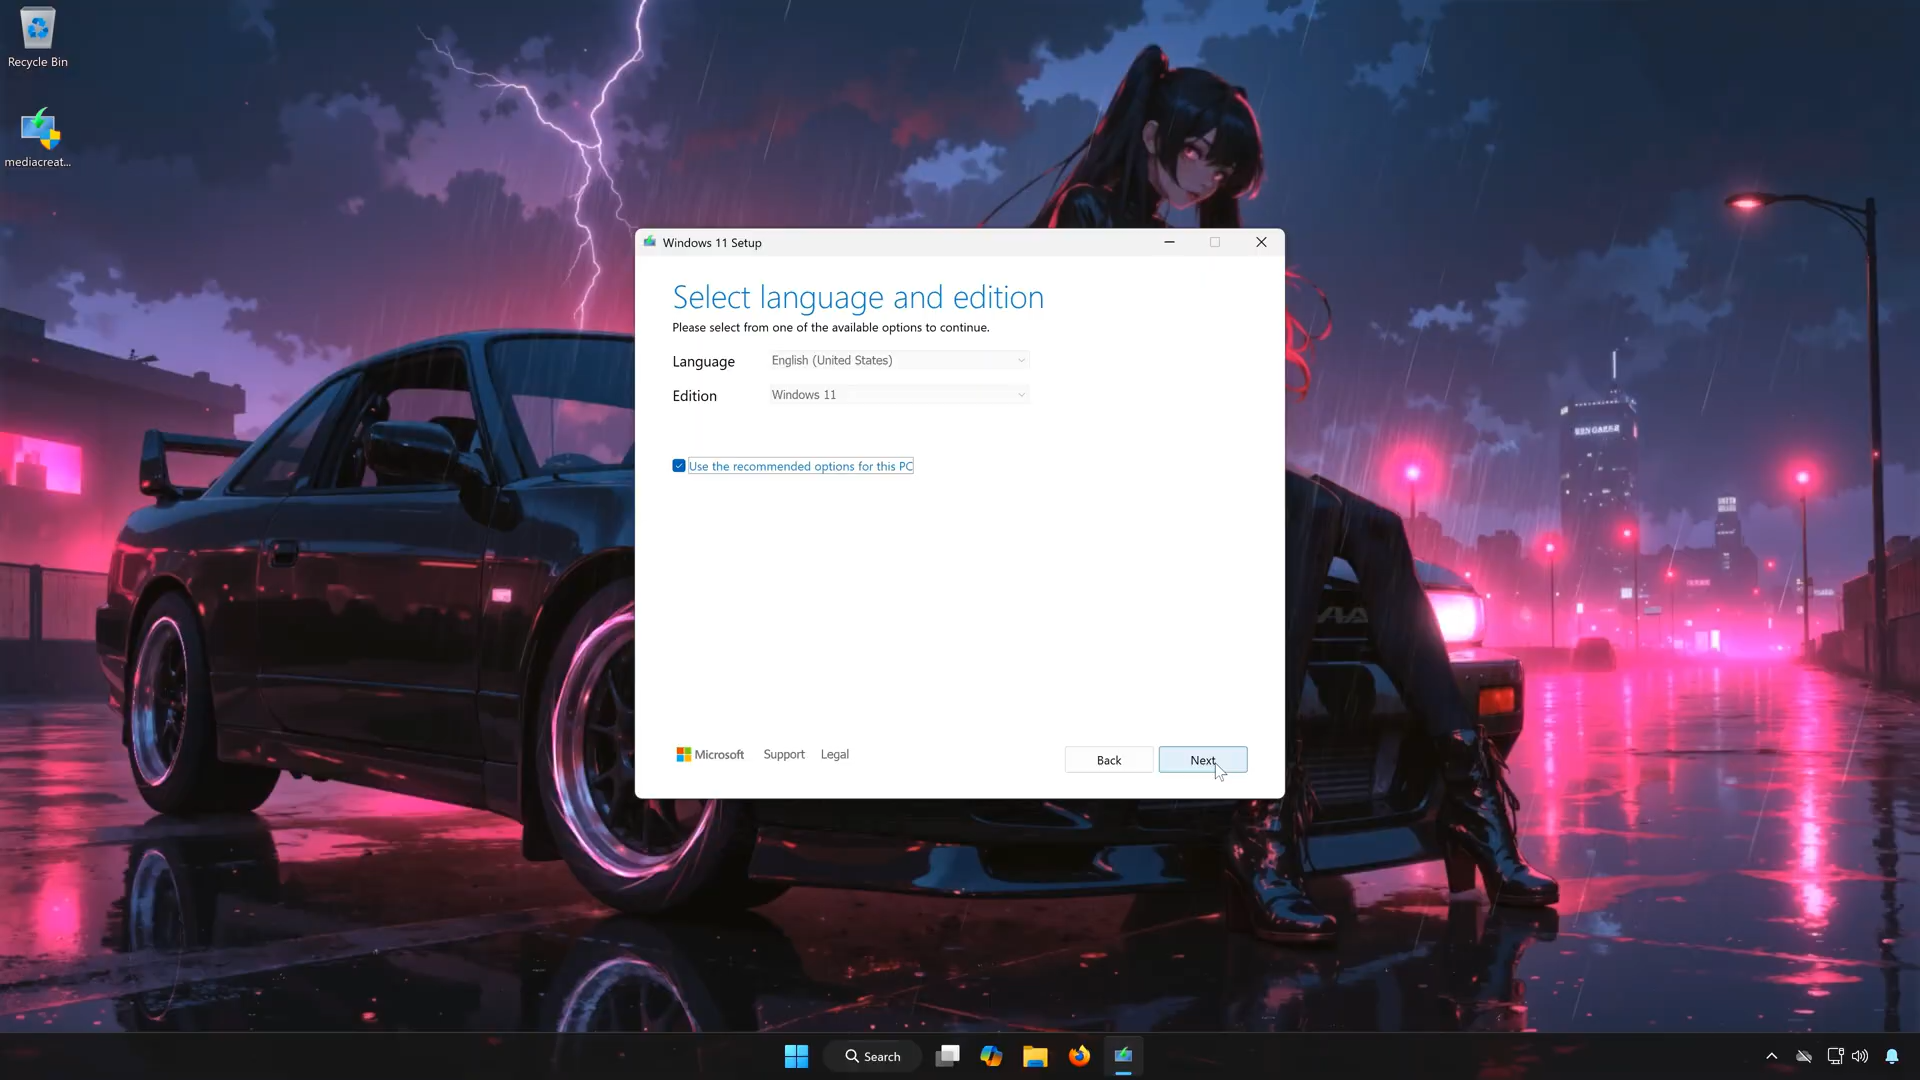 Recycle Bin
mediacreat...
Windows 11 Setup
Select language and edition
Please select from one of the available options to continue.
Language English (United States)
Edition Windows 11
Use the recommended options for this PC
Microsoft Support Legal
Back Next
Search